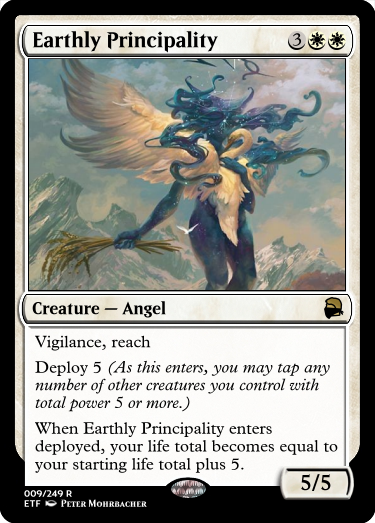 Earthly Principality 3
Creature — Angel
Vigilance, reach
Deploy 5 (As this enters, you may tap any
number of other creatures you control with
total power 5 or more.)
When Earthly Principality enters
deployed, your life total becomes equal to
your starting life total plus 5.
5/5
009/249 R
ETF Peter Mohrbacher